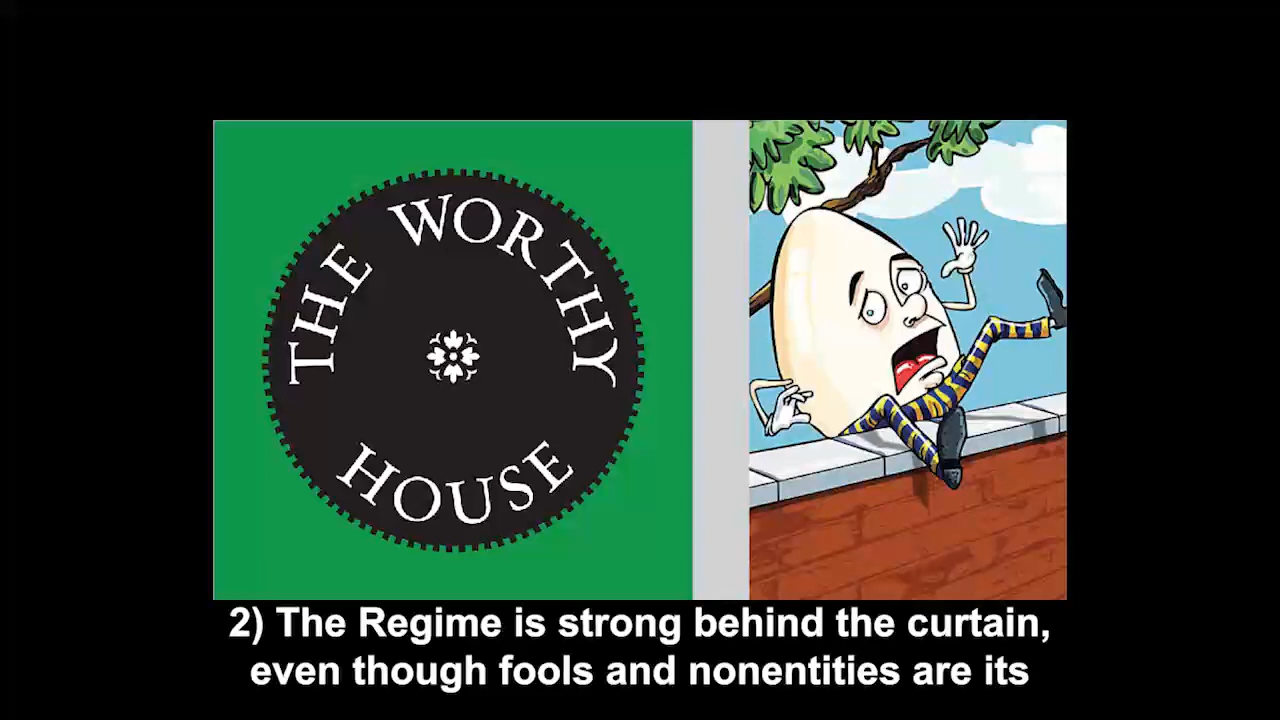 THE WORTHY
HOUSE
2) The Regime is strong behind the curtain,
even though fools and nonentities are its